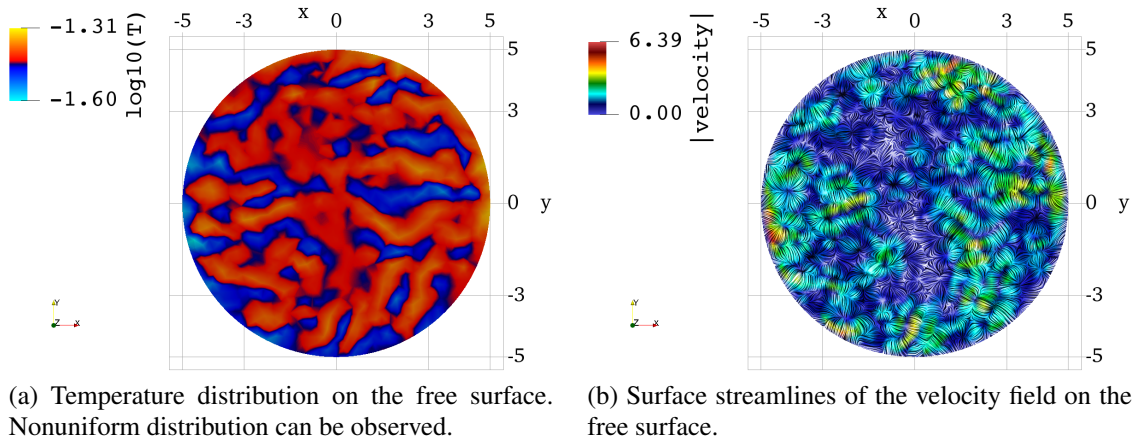 x
-5 -3 0 3 5
-1.31
-1.60
log10(T)
5
3
0 y
-3
-5
Y
Z X
x
-5 -3 0 3 5
6.39
0.00
|velocity|
5
3
0 y
-3
-5
Y
Z X
(a) Temperature distribution on the free surface.
Nonuniform distribution can be observed.
(b) Surface streamlines of the velocity field on the
free surface.